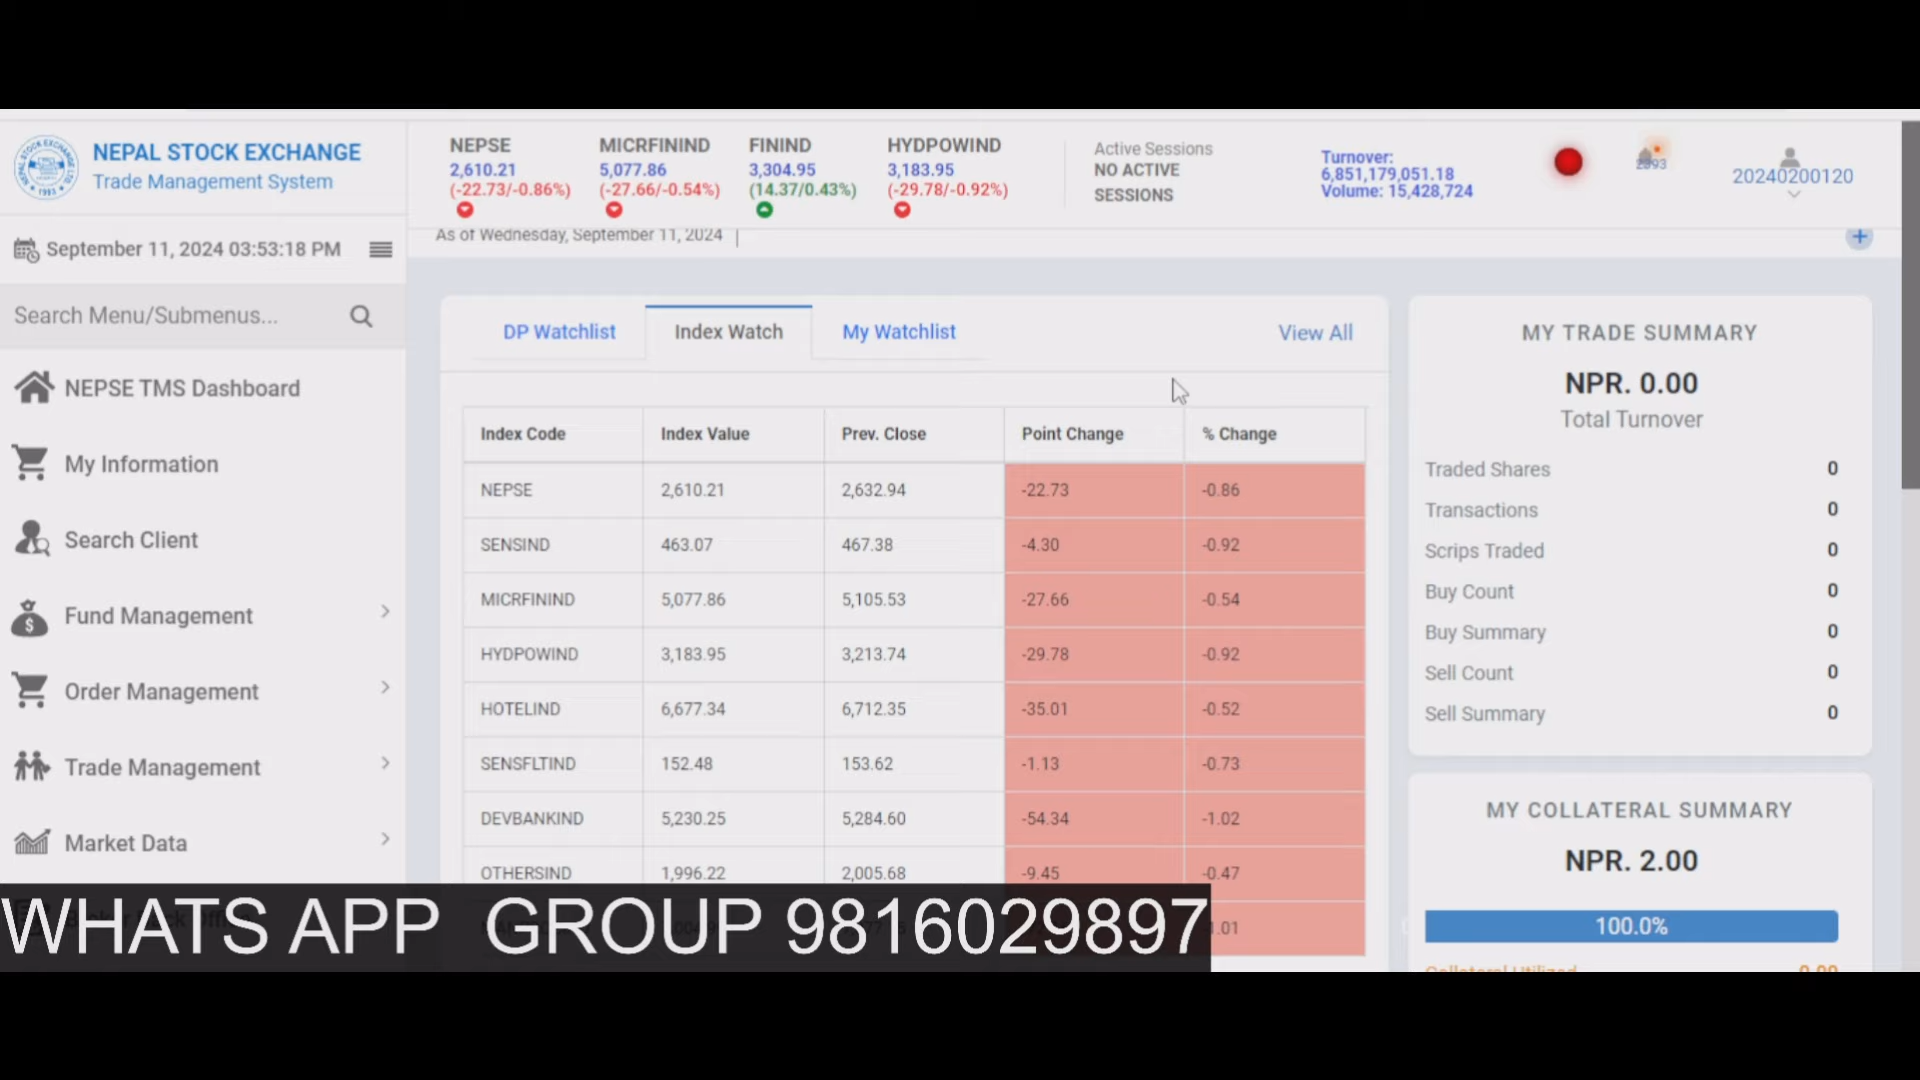 NEPAL STOCK EXCHANGE
Trade Management System
NEPSE
2,610.21
(-22.73/-0.86%)
MICRFININD
5,077.86
(-27.66/-0.54%)
FININD
3,304.95
(14.37/0.43%)
HYDPOWIND
3,183.95
(-29.78/-0.92%)
Active Sessions
NO ACTIVE
SESSIONS
Turnover:
6,851,179,051.18
Volume: 15,428,724
2393
20240200120
September 11, 2024 03:53:18 PM
As of Wednesday, September 11, 2024 |
Search Menu/Submenus...
NEPSE TMS Dashboard
My Information
Search Client
Fund Management
Order Management
Trade Management
Market Data
DP Watchlist
Index Watch
My Watchlist
View All
Index Code Index Value Prev. Close Point Change % Change
NEPSE 2,610.21 2,632.94 -22.73 -0.86
SENSIND 463.07 467.38 -4.30 -0.92
MICRFININD 5,077.86 5,105.53 -27.66 -0.54
HYDPOWIND 3,183.95 3,213.74 -29.78 -0.92
HOTELIND 6,677.34 6,712.35 -35.01 -0.52
SENSFLTIND 152.48 153.62 -1.13 -0.73
DEVBANKIND 5,230.25 5,284.60 -54.34 -1.02
OTHERSIND 1,996.22 2,005.68 -9.45 -0.47
MY TRADE SUMMARY
NPR. 0.00
Total Turnover
Traded Shares 0
Transactions 0
Scrips Traded 0
Buy Count 0
Buy Summary 0
Sell Count 0
Sell Summary 0
MY COLLATERAL SUMMARY
NPR. 2.00
100.0%
WHATS APP GROUP 9816029897